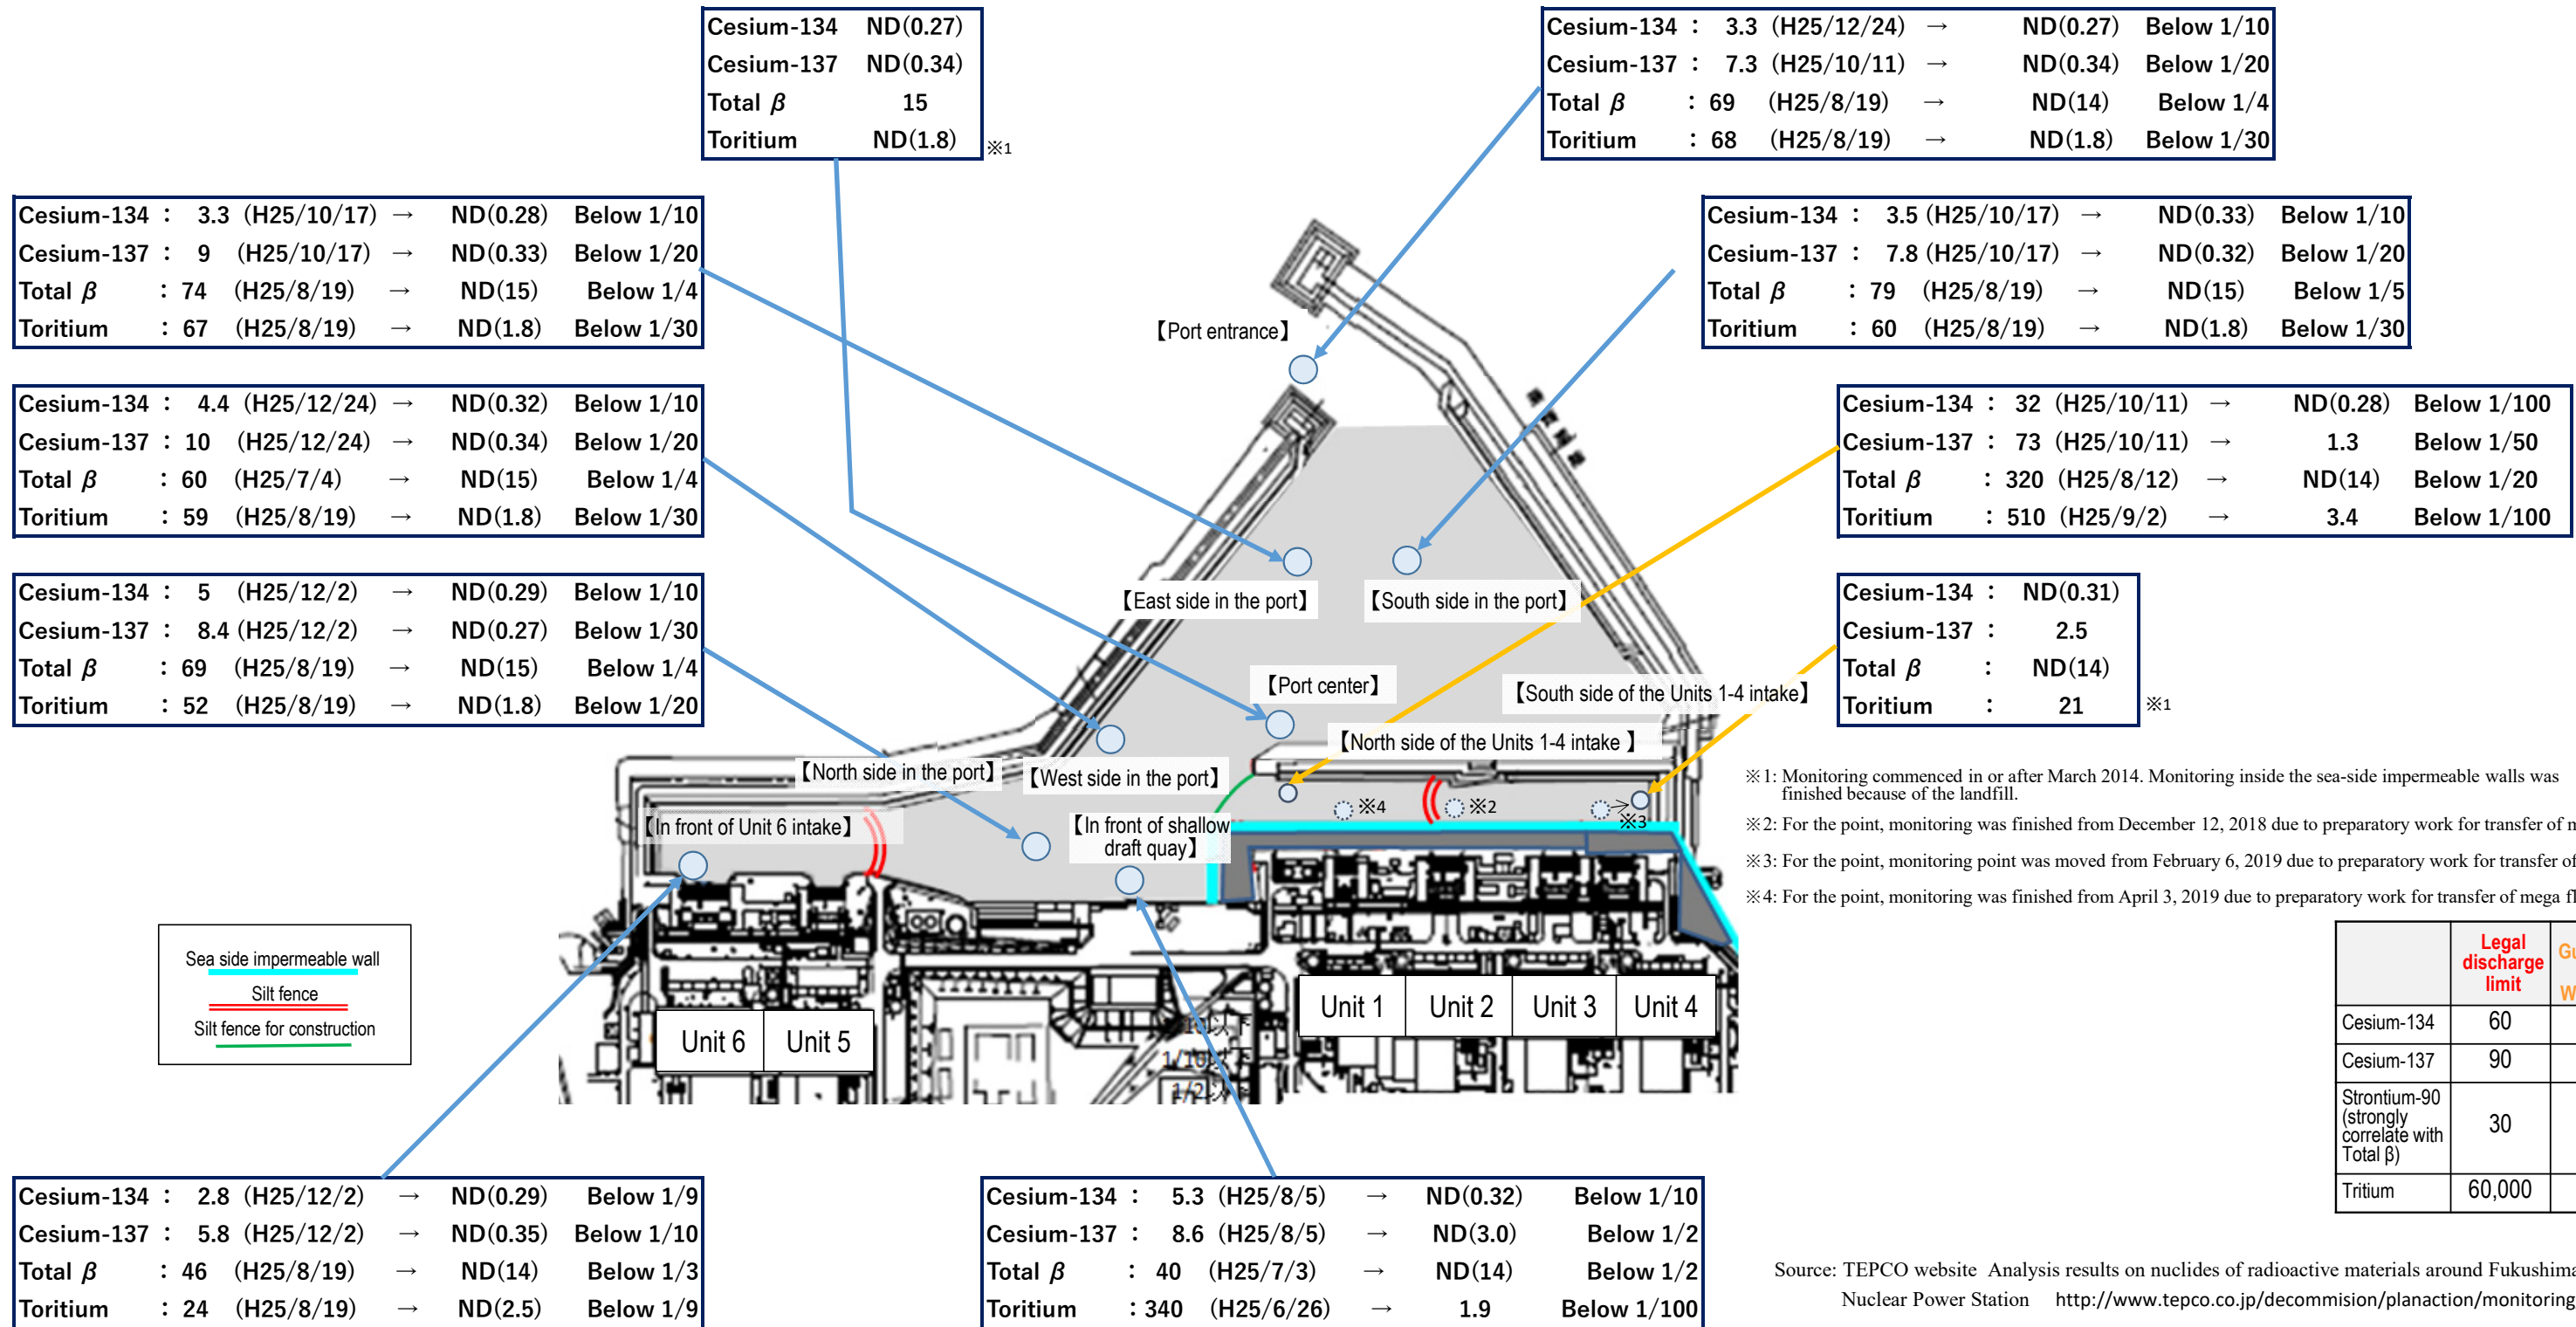 Cesium-134 ND(0.27)
Cesium-137 ND(0.34)
Total β 15
Toritium ND(1.8)
※1
Cesium-134 : 3.3 (H25/12/24) → ND(0.27) Below 1/10
Cesium-137 : 7.3 (H25/10/11) → ND(0.34) Below 1/20
Total β : 69 (H25/8/19) → ND(14) Below 1/4
Toritium : 68 (H25/8/19) → ND(1.8) Below 1/30
Cesium-134 : 3.3 (H25/10/17) → ND(0.28) Below 1/10
Cesium-137 : 9 (H25/10/17) → ND(0.33) Below 1/20
Total β : 74 (H25/8/19) → ND(15) Below 1/4
Toritium : 67 (H25/8/19) → ND(1.8) Below 1/30
Cesium-134 : 3.5 (H25/10/17) → ND(0.33) Below 1/10
Cesium-137 : 7.8 (H25/10/17) → ND(0.32) Below 1/20
Total β : 79 (H25/8/19) → ND(15) Below 1/5
Toritium : 60 (H25/8/19) → ND(1.8) Below 1/30
Cesium-134 : 4.4 (H25/12/24) → ND(0.32) Below 1/10
Cesium-137 : 10 (H25/12/24) → ND(0.34) Below 1/20
Total β : 60 (H25/7/4) → ND(15) Below 1/4
Toritium : 59 (H25/8/19) → ND(1.8) Below 1/30
Cesium-134 : 32 (H25/10/11) → ND(0.28) Below 1/100
Cesium-137 : 73 (H25/10/11) → 1.3 Below 1/50
Total β : 320 (H25/8/12) → ND(14) Below 1/20
Toritium : 510 (H25/9/2) → 3.4 Below 1/100
Cesium-134 : 5 (H25/12/2) → ND(0.29) Below 1/10
Cesium-137 : 8.4 (H25/12/2) → ND(0.27) Below 1/30
Total β : 69 (H25/8/19) → ND(15) Below 1/4
Toritium : 52 (H25/8/19) → ND(1.8) Below 1/20
Cesium-134 : ND(0.31)
Cesium-137 : 2.5
Total β : ND(14)
Toritium : 21
※1
【Port entrance】
【East side in the port】
【South side in the port】
【Port center】
【South side of the Units 1-4 intake】
【North side of the Units 1-4 intake 】
【North side in the port】
【West side in the port】
【In front of Unit 6 intake】
【In front of shallow
draft quay】
※4
※2
※3
※1: Monitoring commenced in or after March 2014. Monitoring inside the sea-side impermeable walls was
finished because of the landfill.
※2: For the point, monitoring was finished from December 12, 2018 due to preparatory work for transfer of
※3: For the point, monitoring point was moved from February 6, 2019 due to preparatory work for transfer of
※4: For the point, monitoring was finished from April 3, 2019 due to preparatory work for transfer of mega
Sea side impermeable wall
Silt fence
Silt fence for construction
Unit 6
Unit 5
Unit 1
Unit 2
Unit 3
Unit 4
1/10以下
1/2以下
Legal
discharge
limit
Cesium-134 60
Cesium-137 90
Strontium-90
(strongly
correlate with
Total β)
30
Tritium 60,000
Cesium-134 : 2.8 (H25/12/2) → ND(0.29) Below 1/9
Cesium-137 : 5.8 (H25/12/2) → ND(0.35) Below 1/10
Total β : 46 (H25/8/19) → ND(14) Below 1/3
Toritium : 24 (H25/8/19) → ND(2.5) Below 1/9
Cesium-134 : 5.3 (H25/8/5) → ND(0.32) Below 1/10
Cesium-137 : 8.6 (H25/8/5) → ND(3.0) Below 1/2
Total β : 40 (H25/7/3) → ND(14) Below 1/2
Toritium : 340 (H25/6/26) → 1.9 Below 1/100
Source: TEPCO website Analysis results on nuclides of radioactive materials around Fukushima
Nuclear Power Station http://www.tepco.co.jp/decommision/planaction/monitoring